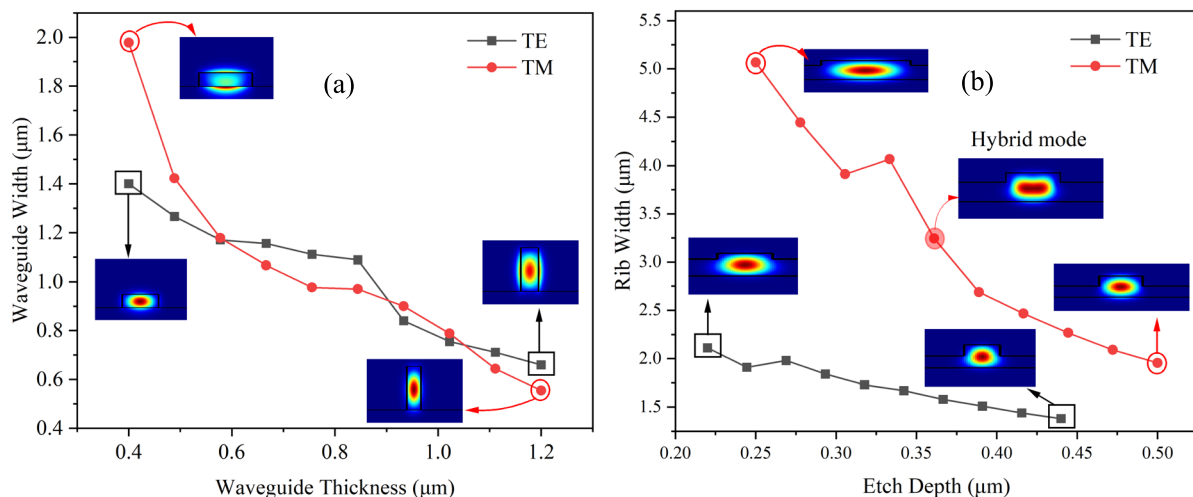 2.0
1.8
1.6
1.4
1.2
1.0
0.8
0.6
0.4
Waveguide Width (μm)
(a)
TE
TM
0.4
0.6
0.8
1.0
1.2
Waveguide Thickness (μm)
5.5
5.0
4.5
4.0
3.5
3.0
2.5
2.0
1.5
Rib Width (μm)
(b)
TE
TM
Hybrid mode
0.20
0.25
0.30
0.35
0.40
0.45
0.50
Etch Depth (μm)